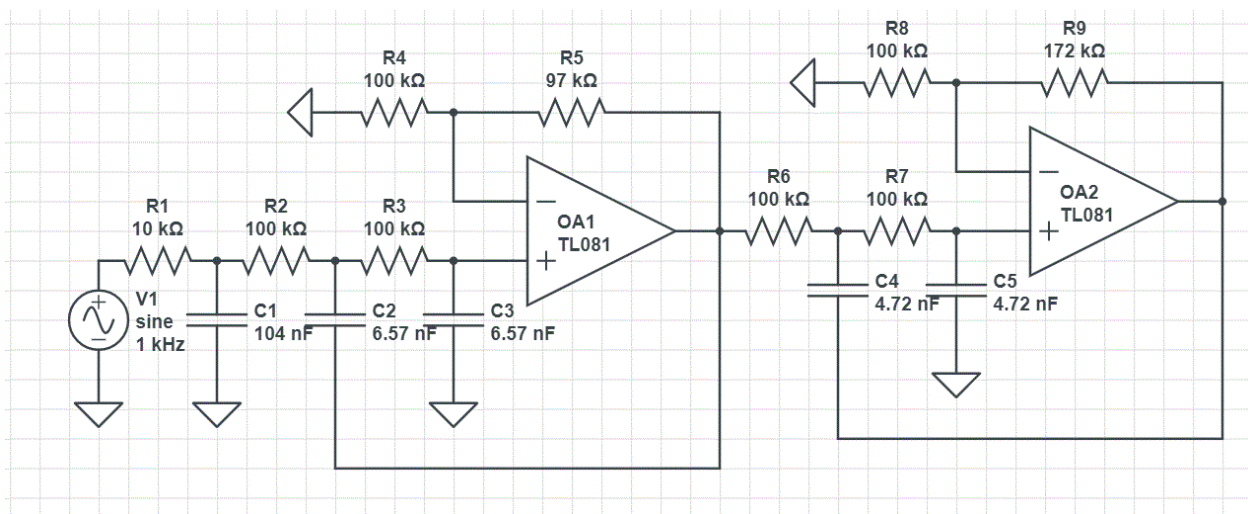 R8
100 kΩ
R9
172 kΩ
R4
100 kΩ
R5
97 kΩ
R6
100 kΩ
R7
100 kΩ
−
OA2
TL081
+
R1
10 kΩ
R2
100 kΩ
R3
100 kΩ
−
OA1
TL081
+
+
−
V1
sine
1 kHz
C1
104 nF
C2
6.57 nF
C3
6.57 nF
C4
4.72 nF
C5
4.72 nF